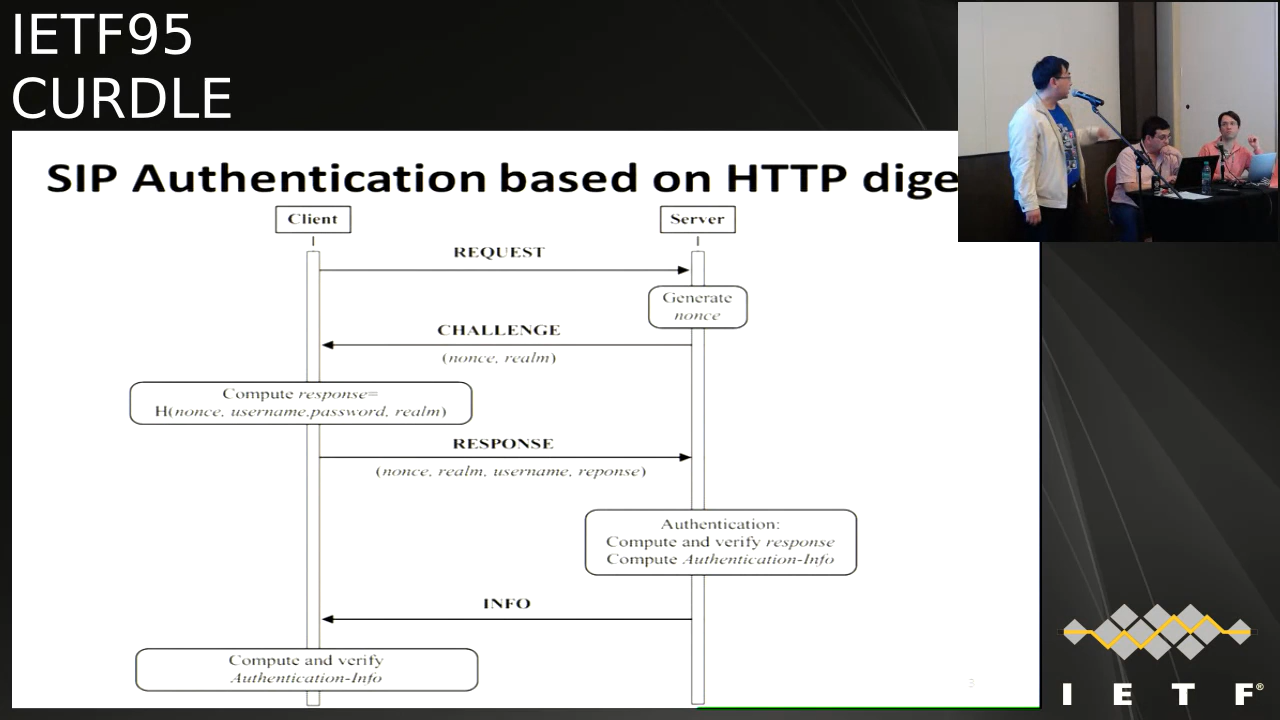 IETF95
CURDLE
SIP Authentication based on HTTP dige
Client
Server
REQUEST
Generate
nonce
CHALLENGE
(nonce, realm)
Compute response=
H(nonce, username,password, realm)
RESPONSE
(nonce, realm, username, reponse)
Authentication:
Compute and verify response
Compute Authentication-Info
INFO
Compute and verify
Authentication-Info
3
I E T F®